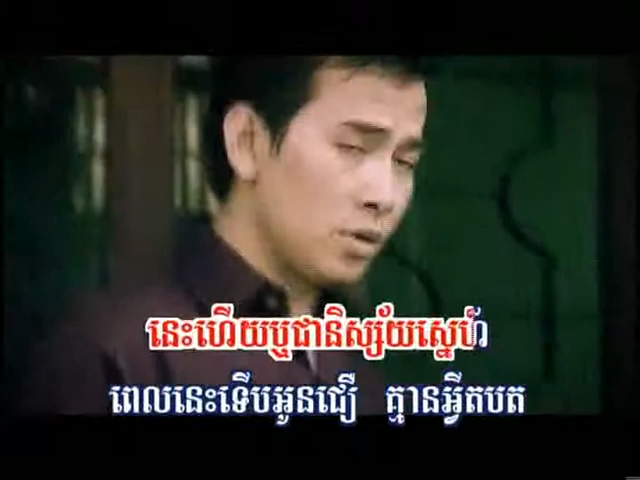 នេះហើយឬជានិស្ស័យស្នេហ៍
ពេលនេះទើបអូនជឿ គ្មានអ្វីតបត